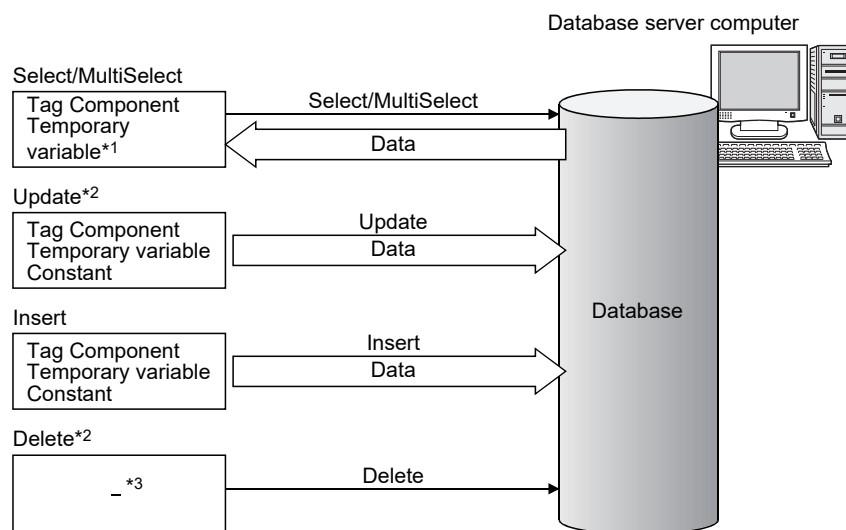 Database server computer
Select/MultiSelect
Tag Component
Temporary
variable*1
Select/MultiSelect
Data
Update*2
Tag Component
Temporary variable
Constant
Update
Data
Database
Insert
Tag Component
Temporary variable
Constant
Insert
Data
Delete*2
_ *3
Delete